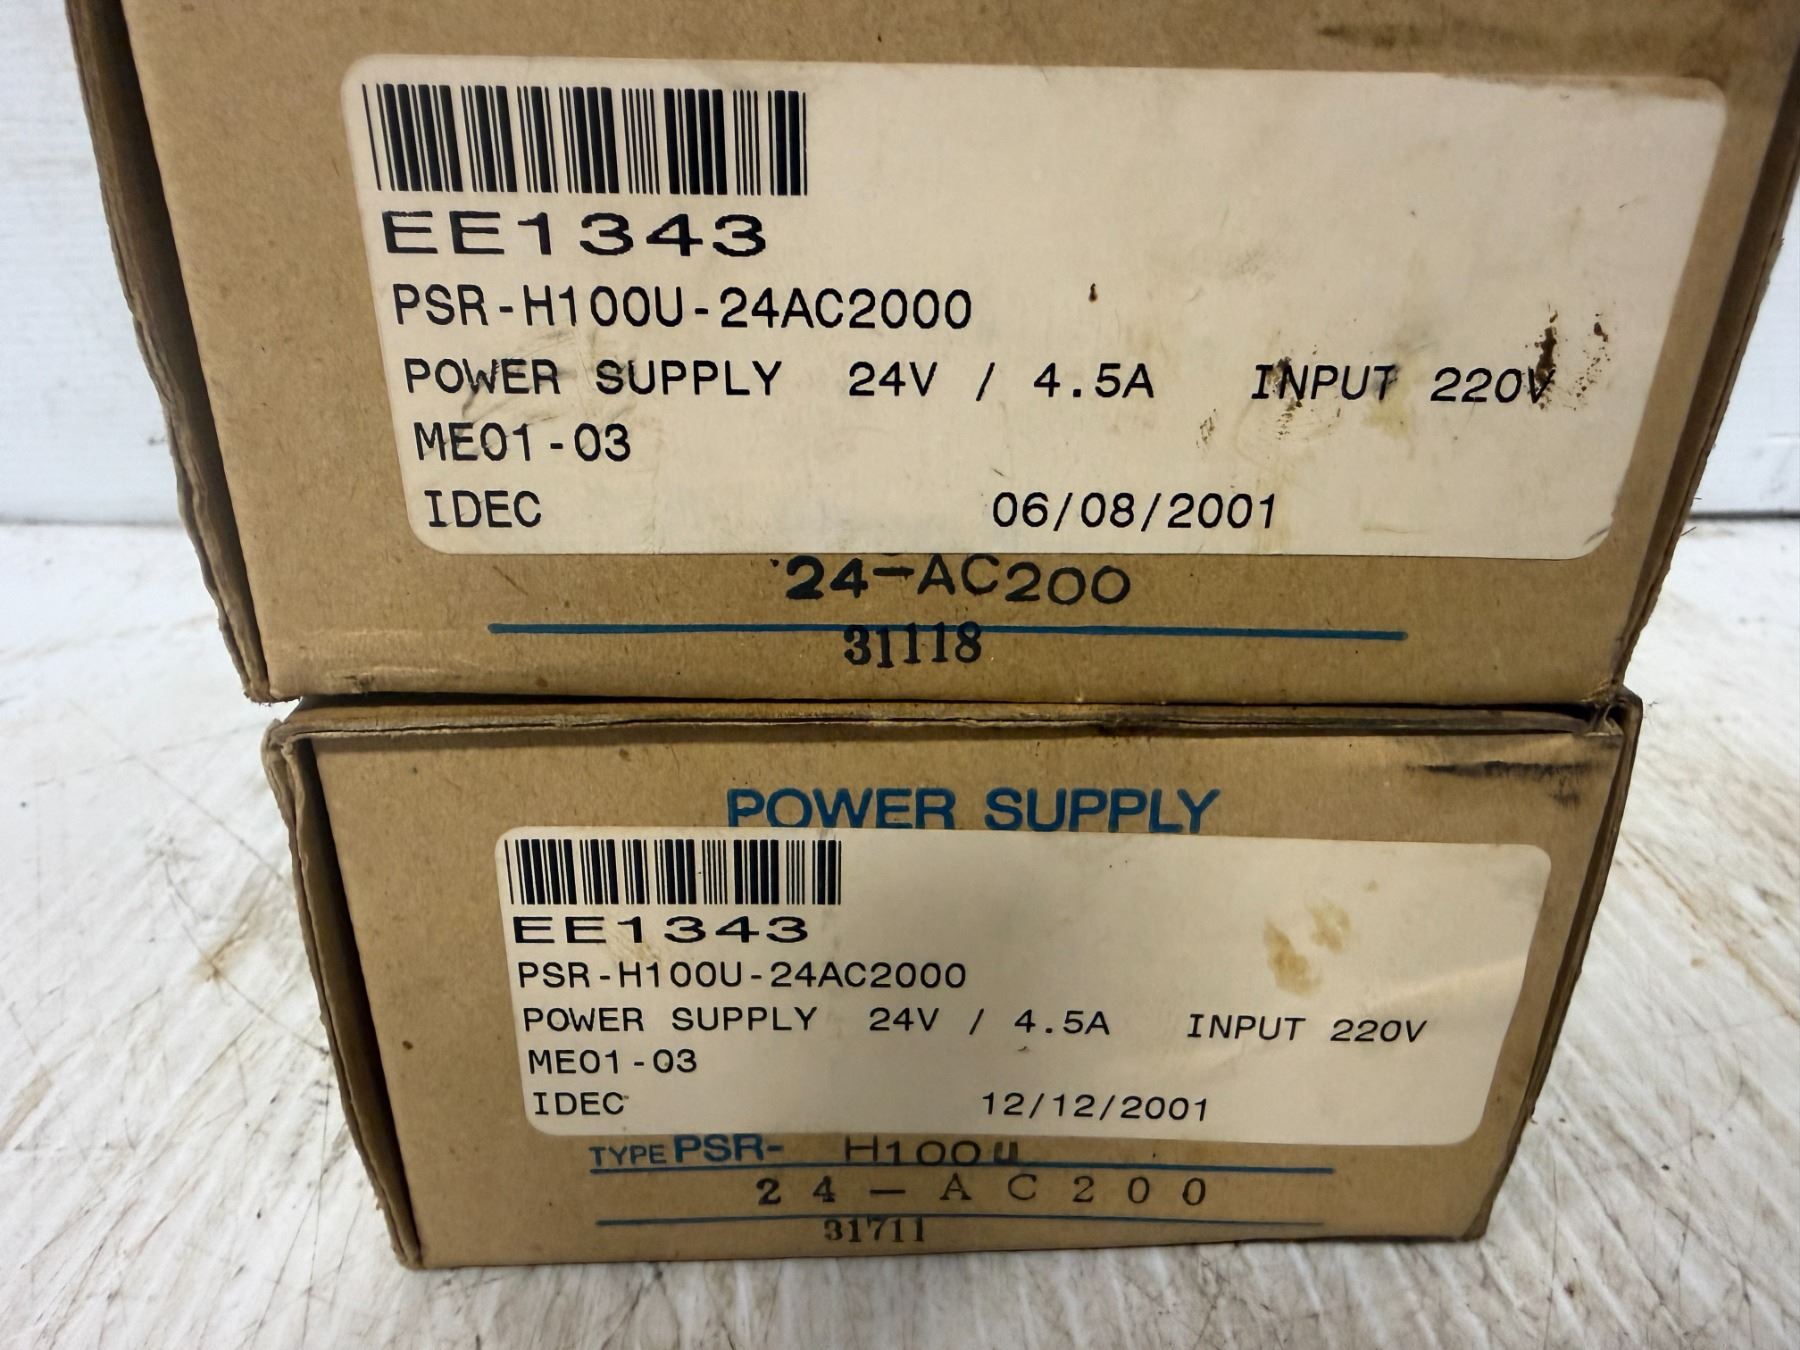 EE1343
PSR-H100U-24AC2000
POWER SUPPLY 24V / 4.5A INPUT 220V
ME01-03
IDEC 06/08/2001
24-AC200
31118
POWER SUPPLY
EE1343
PSR-H100U-24AC2000
POWER SUPPLY 24V / 4.5A INPUT 220V
ME01-03
IDEC 12/12/2001
TYPE PSR- H100U
24-AC200
31711